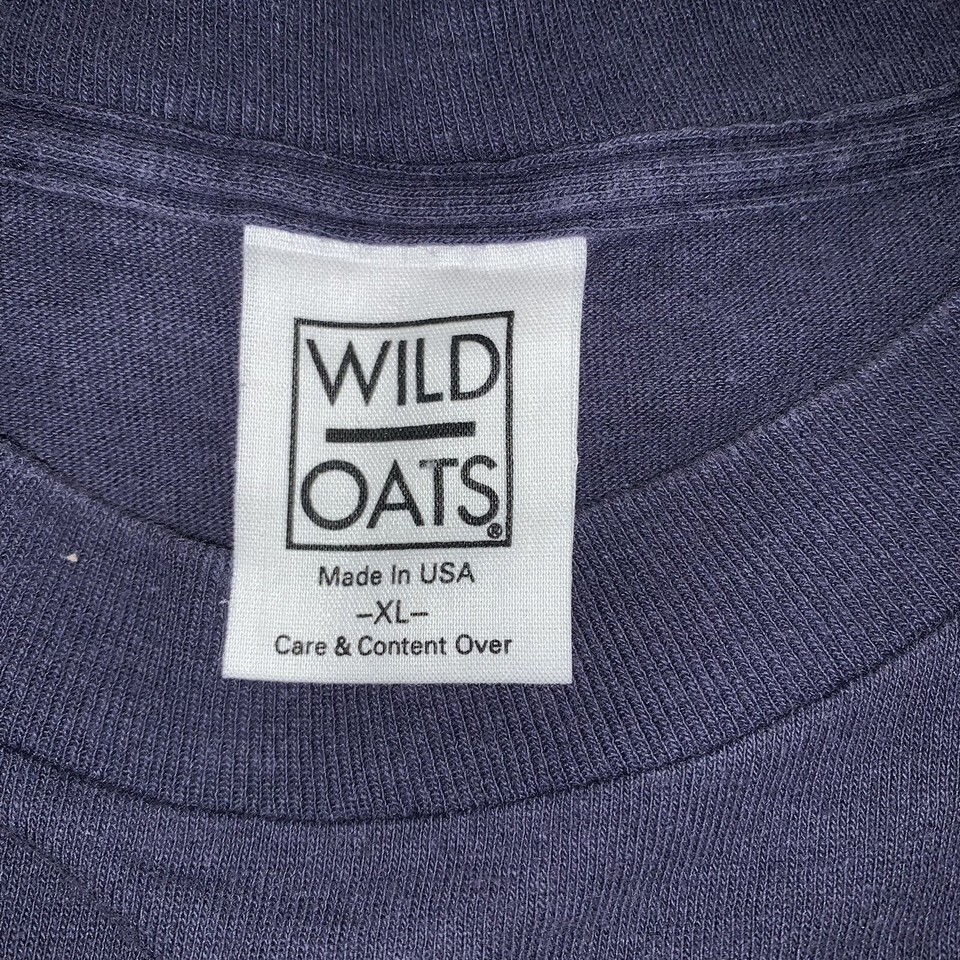 WILD
OATS®
Made In USA
–XL–
Care & Content Over